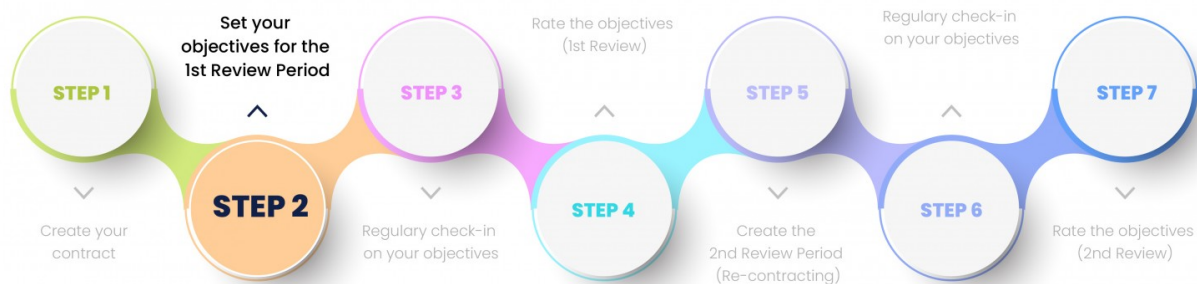 STEP 1
Create your
contract
Set your
objectives for the
1st Review Period
STEP 2
STEP 3
Regulary check-in
on your objectives
Rate the objectives
(1st Review)
STEP 4
STEP 5
Create the
2nd Review Period
(Re-contracting)
Regulary check-in
on your objectives
STEP 6
STEP 7
Rate the objectives
(2nd Review)